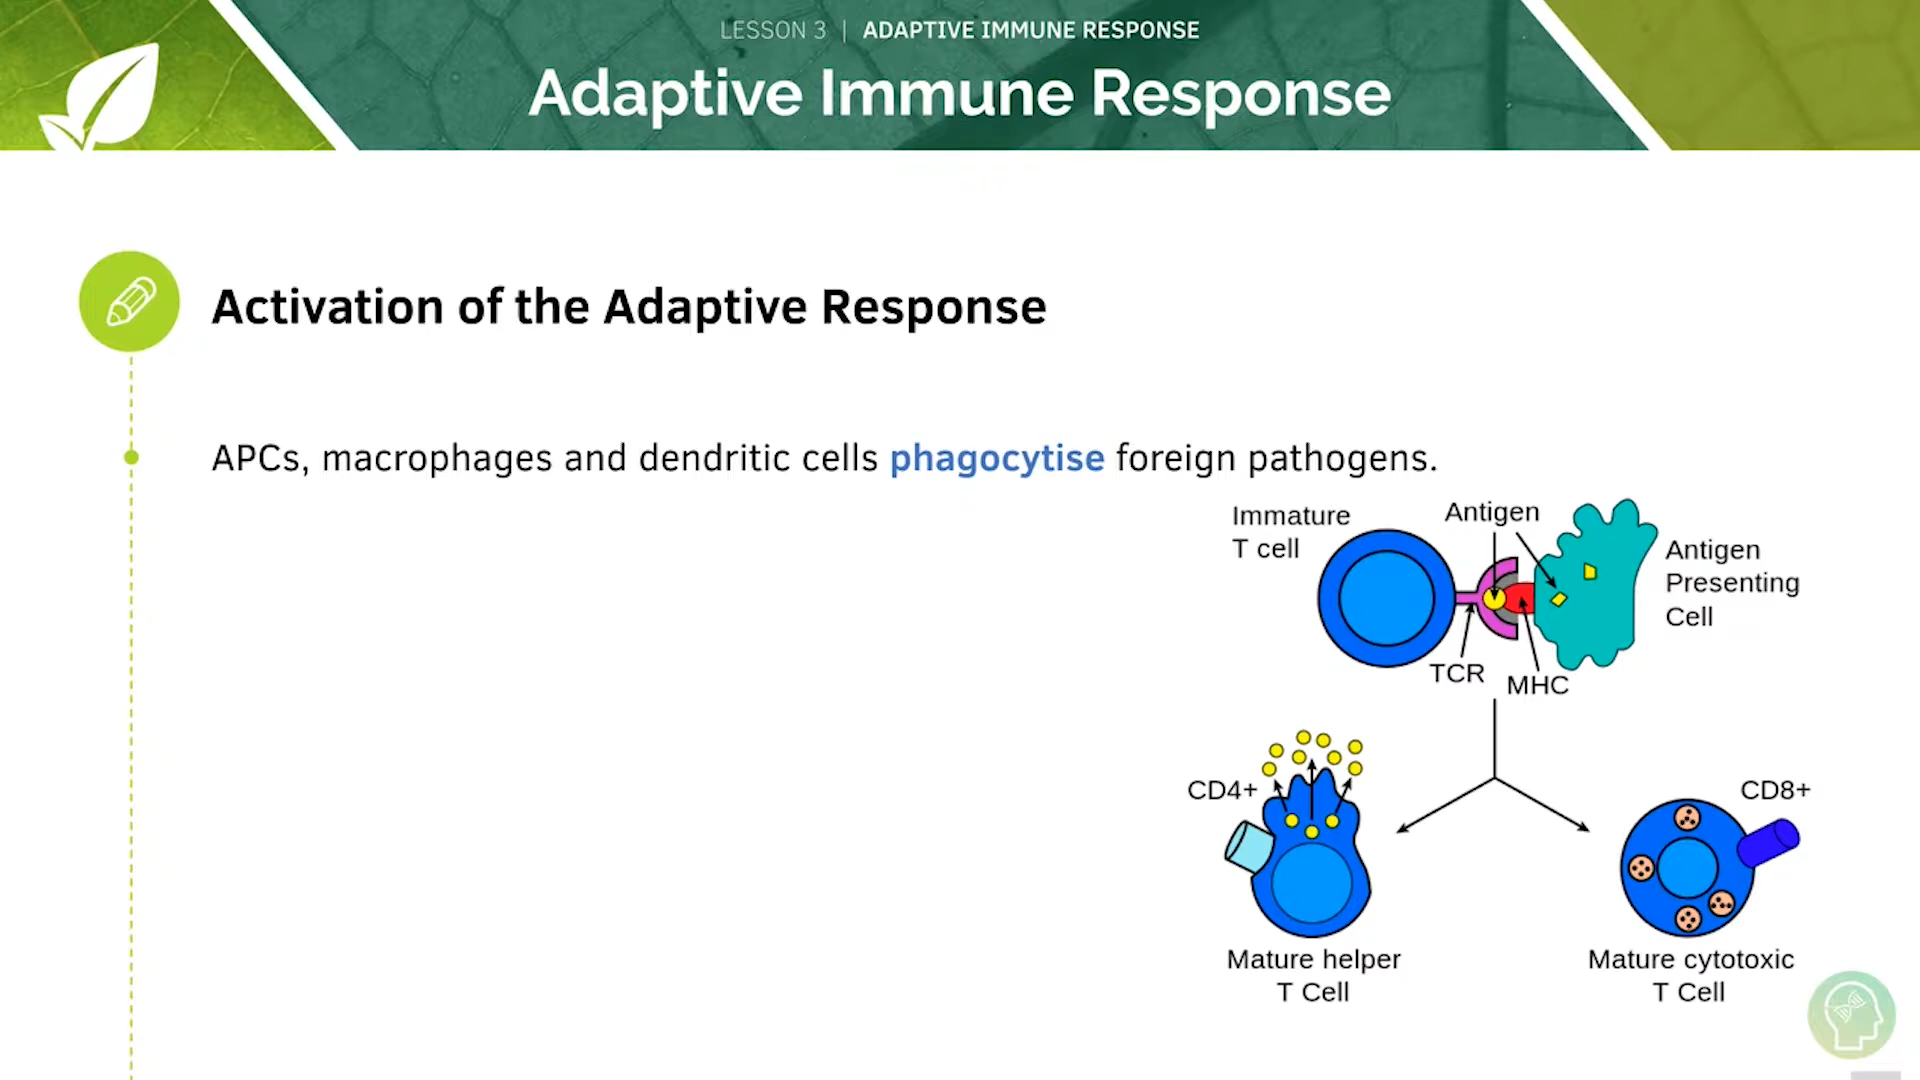 LESSON 3 | ADAPTIVE IMMUNE RESPONSE
Adaptive Immune Response
Activation of the Adaptive Response
APCs, macrophages and dendritic cells phagocytise foreign pathogens.
Immature
T cell
Antigen
Antigen
Presenting
Cell
TCR
MHC
CD4+
CD8+
Mature helper
T Cell
Mature cytotoxic
T Cell